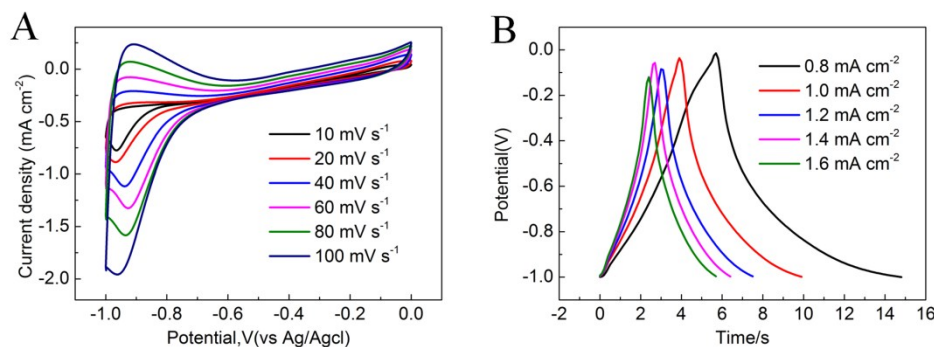 A
0.0
-0.5
-1.0
-1.5
-2.0
Current density (mA cm⁻²)
10 mV s⁻¹
20 mV s⁻¹
40 mV s⁻¹
60 mV s⁻¹
80 mV s⁻¹
100 mV s⁻¹
-1.0 -0.8 -0.6 -0.4 -0.2 0.0
Potential,V(vs Ag/Agcl)
B
0.0
-0.2
-0.4
-0.6
-0.8
-1.0
Potential(V)
0.8 mA cm⁻²
1.0 mA cm⁻²
1.2 mA cm⁻²
1.4 mA cm⁻²
1.6 mA cm⁻²
-2 0 2 4 6 8 10 12 14 16
Time/s